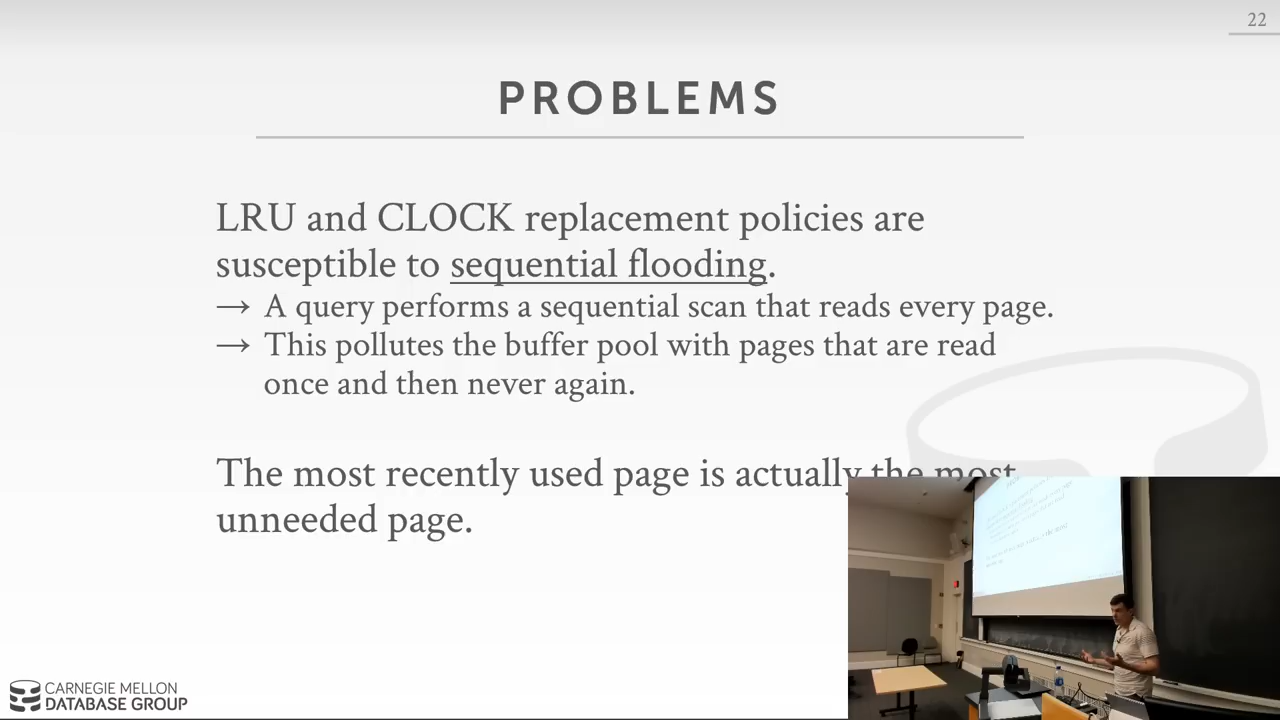 22
PROBLEMS
LRU and CLOCK replacement policies are
susceptible to sequential flooding.
→ A query performs a sequential scan that reads every page.
→ This pollutes the buffer pool with pages that are read
once and then never again.
The most recently used page is actually the most
unneeded page.
CARNEGIE MELLON
DATABASE GROUP